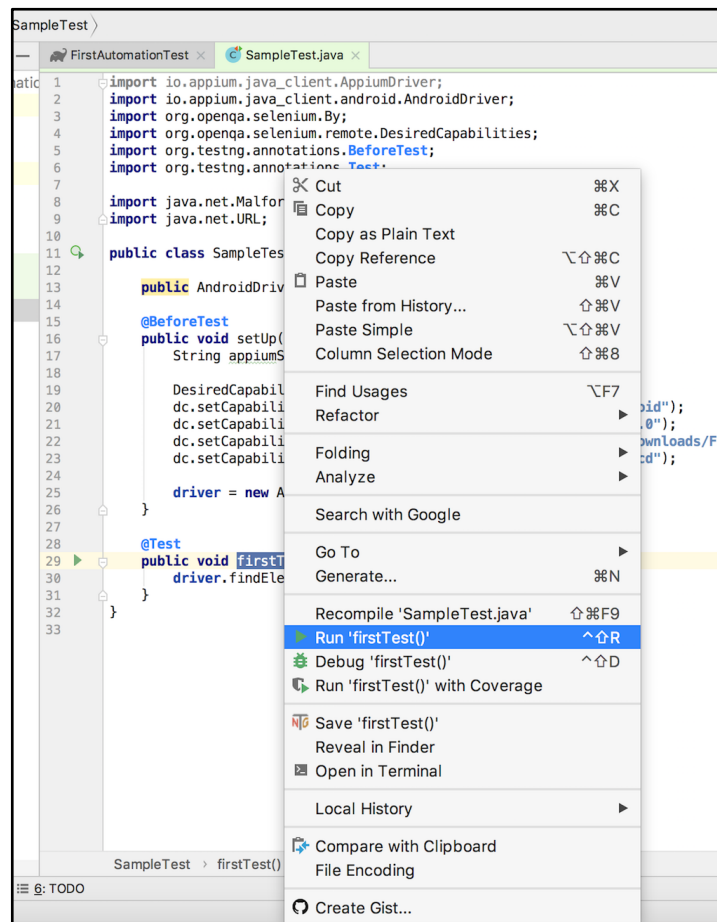 SampleTest
FirstAutomationTest SampleTest.java
1 import io.appium.java_client.AppiumDriver;
2 import io.appium.java_client.android.AndroidDriver;
3 import org.openqa.selenium.By;
4 import org.openqa.selenium.remote.DesiredCapabilities;
5 import org.testng.annotations.BeforeTest;
6 import org.testng.annotations.Test;
7
8 import java.net.Malfor
9 import java.net.URL;
10
11 public class SampleTes
12
13 public AndroidDriv
14
15 @BeforeTest
16 public void setUp(
17 String appiumS
18
19 DesiredCapabil
20 dc.setCapabili oid");
21 dc.setCapabili .0");
22 dc.setCapabili ownloads/F
23 dc.setCapabili cd");
24
25 driver = new A
26 }
27
28 @Test
29 public void firstT
30 driver.findEle
31 }
32 }
33
Cut ⌘X
Copy ⌘C
Copy as Plain Text
Copy Reference ⌥⇧⌘C
Paste ⌘V
Paste from History... ⇧⌘V
Paste Simple ⌥⇧⌘V
Column Selection Mode ⇧⌘8
Find Usages ⌥F7
Refactor
Folding
Analyze
Search with Google
Go To
Generate... ⌘N
Recompile 'SampleTest.java' ⇧⌘F9
Run 'firstTest()' ^⇧R
Debug 'firstTest()' ^⇧D
Run 'firstTest()' with Coverage
Save 'firstTest()'
Reveal in Finder
Open in Terminal
Local History
Compare with Clipboard
File Encoding
Create Gist...
SampleTest › firstTest()
6: TODO